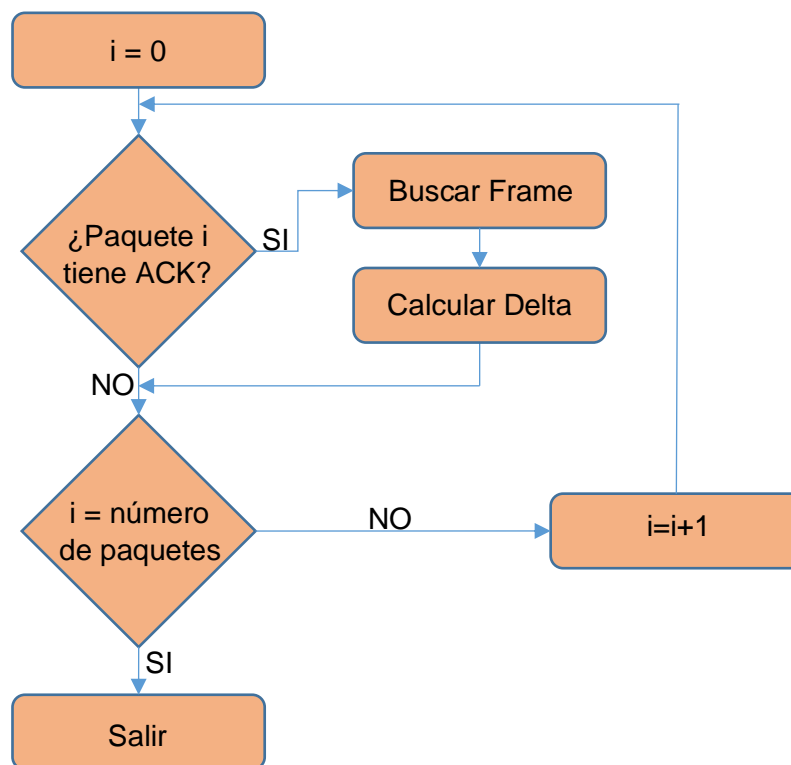 i = 0
¿Paquete i
tiene ACK?
SI
Buscar Frame
Calcular Delta
NO
i = número
de paquetes
NO
i=i+1
SI
Salir